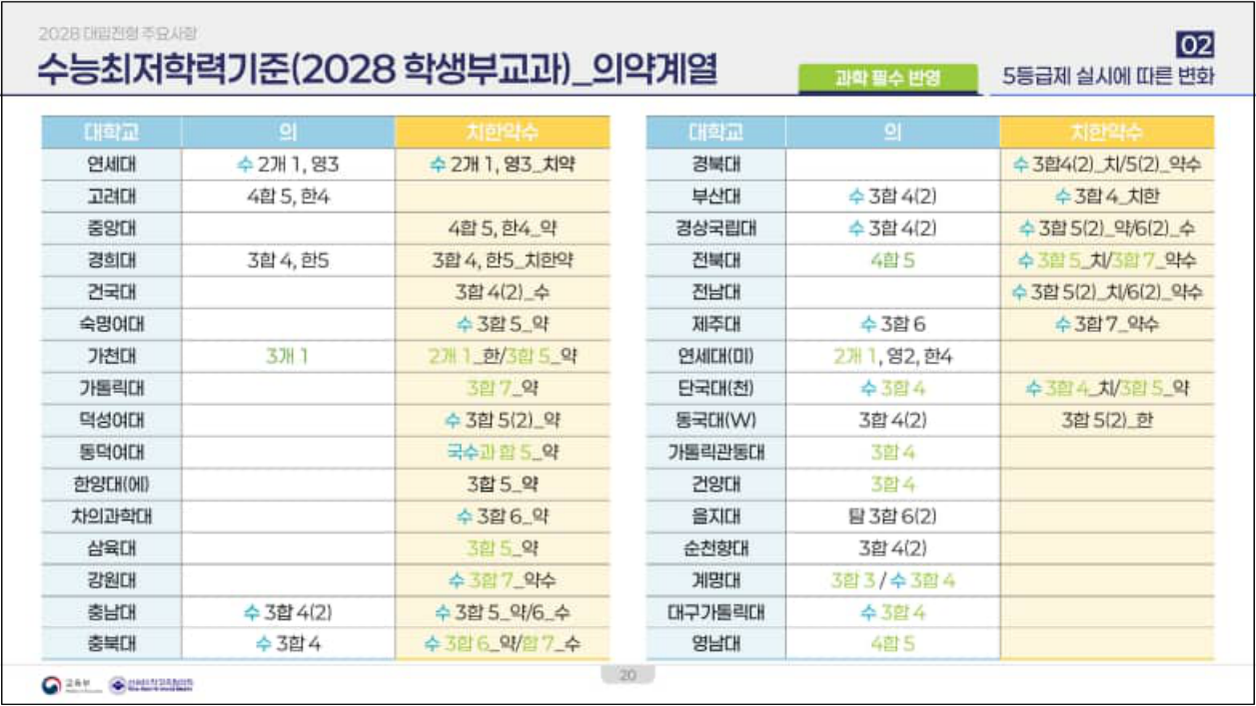 2028 대입전형 주요사항
수능최저학력기준(2028 학생부교과)_의약계열
과학 필수 반영
02
5등급제 실시에 따른 변화
대학교 의 치한약수
연세대 수 2개 1, 영3 수 2개 1, 영3_치약
고려대 4합 5, 한4
중앙대 4합 5, 한4_약
경희대 3합 4, 한5 3합 4, 한5_치한약
건국대 3합 4(2)_수
숙명여대 수 3합 5_약
가천대 3개 1 2개 1_한/3합 5_약
가톨릭대 3합 7_약
덕성여대 수 3합 5(2)_약
동덕여대 국수과 합 5_약
한양대(에) 3합 5_약
차의과학대 수 3합 6_약
삼육대 3합 5_약
강원대 수 3합 7_약수
충남대 수 3합 4(2) 수 3합 5_약/6_수
충북대 수 3합 4 수 3합 6_약/합 7_수
대학교 의 치한약수
경북대 수 3합4(2)_치/5(2)_약수
부산대 수 3합 4(2) 수 3합 4_치한
경상국립대 수 3합 4(2) 수 3합 5(2)_약/6(2)_수
전북대 4합 5 수 3합 5_치/3합 7_약수
전남대 수 3합 5(2)_치/6(2)_약수
제주대 수 3합 6 수 3합 7_약수
연세대(미) 2개 1, 영2, 한4
단국대(천) 수 3합 4 수 3합 4_치/3합 5_약
동국대(W) 3합 4(2) 3합 5(2)_한
가톨릭관동대 3합 4
건양대 3합 4
을지대 탐 3합 6(2)
순천향대 3합 4(2)
계명대 3합 3 / 수 3합 4
대구가톨릭대 수 3합 4
영남대 4합 5
교육부
20